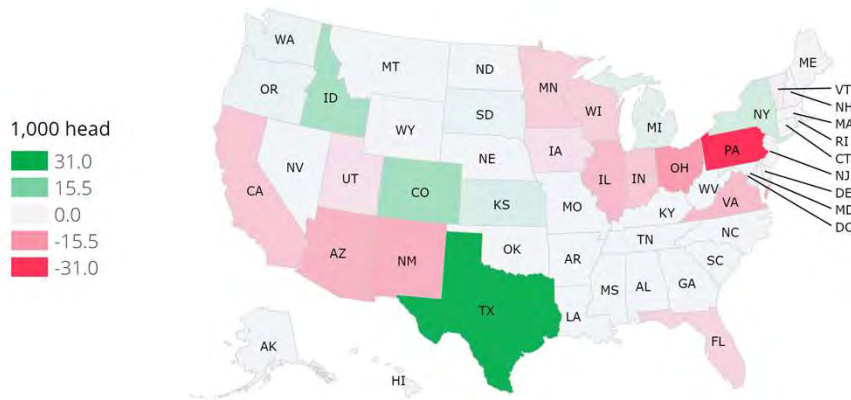 1,000 head
31.0
15.5
0.0
-15.5
-31.0
WA
OR
CA
NV
ID
MT
WY
UT
AZ
CO
NM
ND
SD
NE
KS
OK
TX
MN
IA
MO
AR
LA
WI
IL
MS
MI
IN
KY
TN
AL
OH
WV
VA
NC
SC
GA
FL
PA
NY
ME
VT
NH
MA
RI
CT
NJ
DE
MD
DC
AK
HI